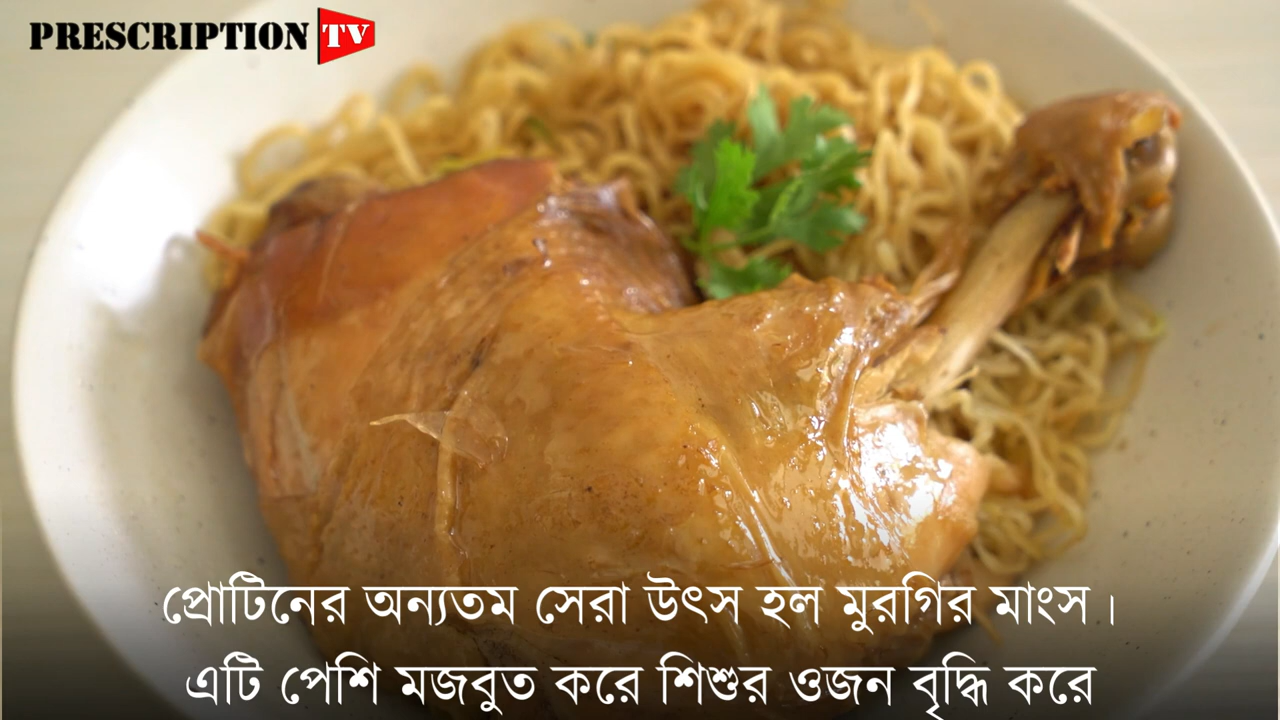 PRESCRIPTION TV
প্রোটিনের অন্যতম সেরা উৎস হল মুরগির মাংস।
এটি পেশি মজবুত করে শিশুর ওজন বৃদ্ধি করে